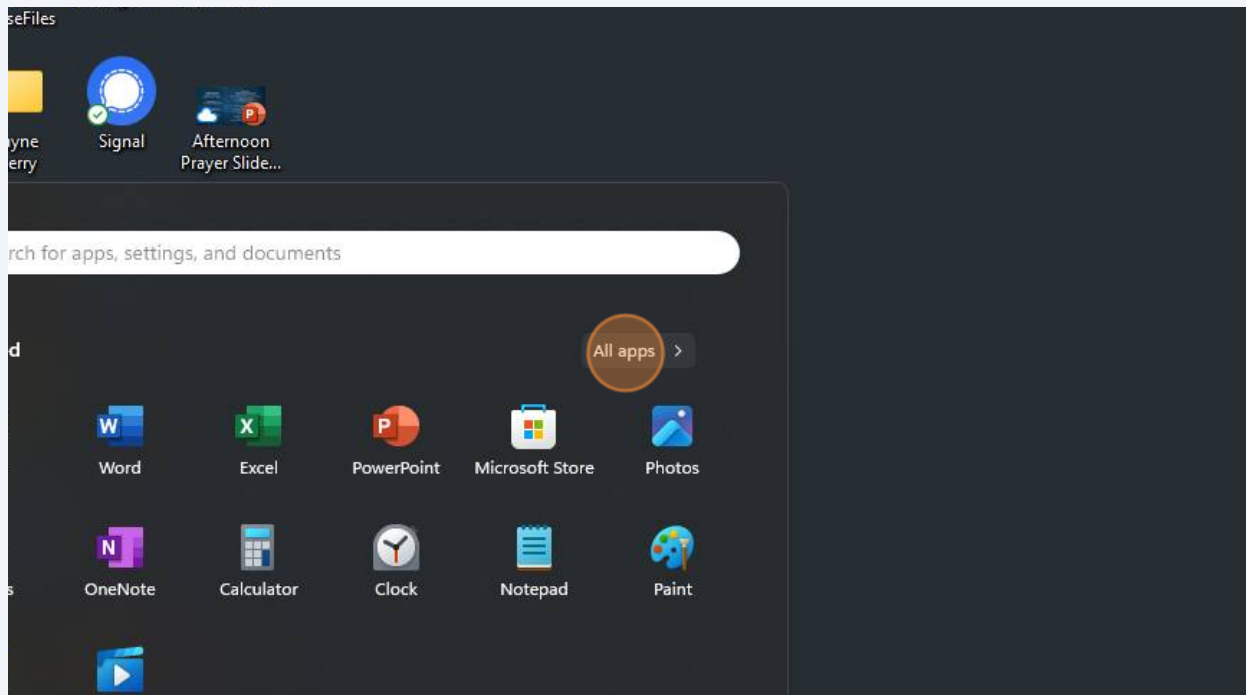 seFiles
yne
erry
Signal
Afternoon
Prayer Slide...
rch for apps, settings, and documents
d
All apps
Word
Excel
PowerPoint
Microsoft Store
Photos
s
OneNote
Calculator
Clock
Notepad
Paint